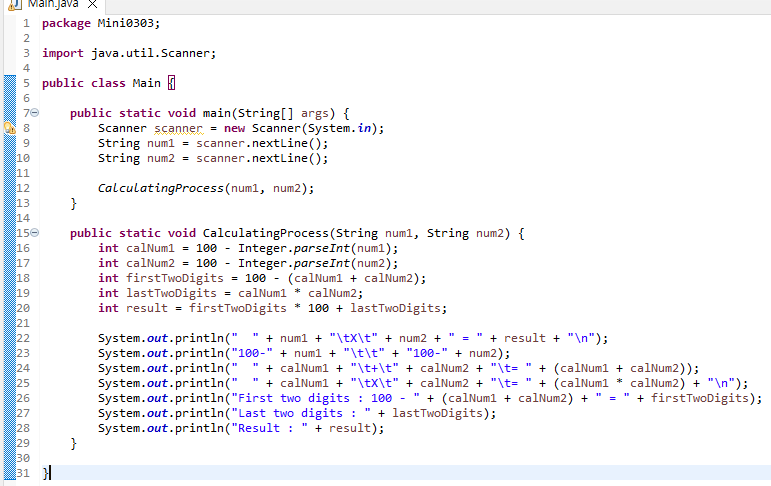 Main.java
1 package Mini0303;
2
3 import java.util.Scanner;
4
5 public class Main {
6
7 public static void main(String[] args) {
8 Scanner scanner = new Scanner(System.in);
9 String num1 = scanner.nextLine();
10 String num2 = scanner.nextLine();
11
12 CalculatingProcess(num1, num2);
13 }
14
15 public static void CalculatingProcess(String num1, String num2) {
16 int calNum1 = 100 - Integer.parseInt(num1);
17 int calNum2 = 100 - Integer.parseInt(num2);
18 int firstTwoDigits = 100 - (calNum1 + calNum2);
19 int lastTwoDigits = calNum1 * calNum2;
20 int result = firstTwoDigits * 100 + lastTwoDigits;
21
22 System.out.println("  " + num1 + "\tX\t" + num2 + " = " + result + "\n");
23 System.out.println("100-" + num1 + "\t\t" + "100-" + num2);
24 System.out.println("  " + calNum1 + "\t+\t" + calNum2 + "\t= " + (calNum1 + calNum2));
25 System.out.println("  " + calNum1 + "\tX\t" + calNum2 + "\t= " + (calNum1 * calNum2) + "\n");
26 System.out.println("First two digits : 100 - " + (calNum1 + calNum2) + " = " + firstTwoDigits);
27 System.out.println("Last two digits : " + lastTwoDigits);
28 System.out.println("Result : " + result);
29 }
30
31 }